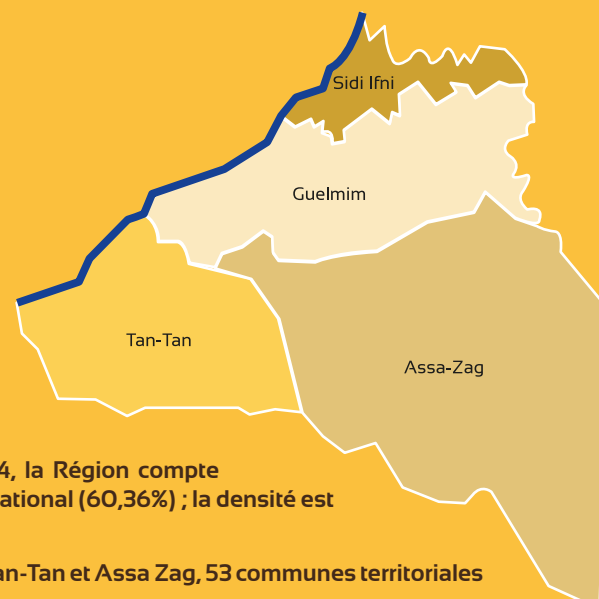 Sidi Ifni
Guelmim
Tan-Tan
Assa-Zag
4, la Région compte
ational (60,36%) ; la densité est
an-Tan et Assa Zag, 53 communes territoriales